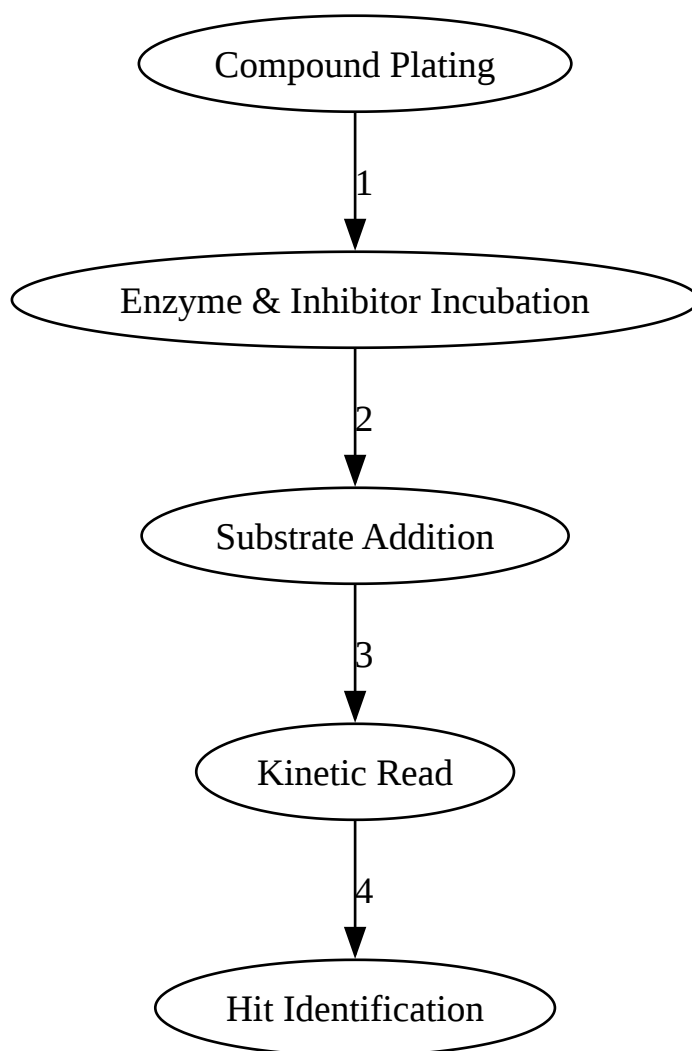 Compound Plating
1
Enzyme & Inhibitor Incubation
2
Substrate Addition
3
Kinetic Read
4
Hit Identification